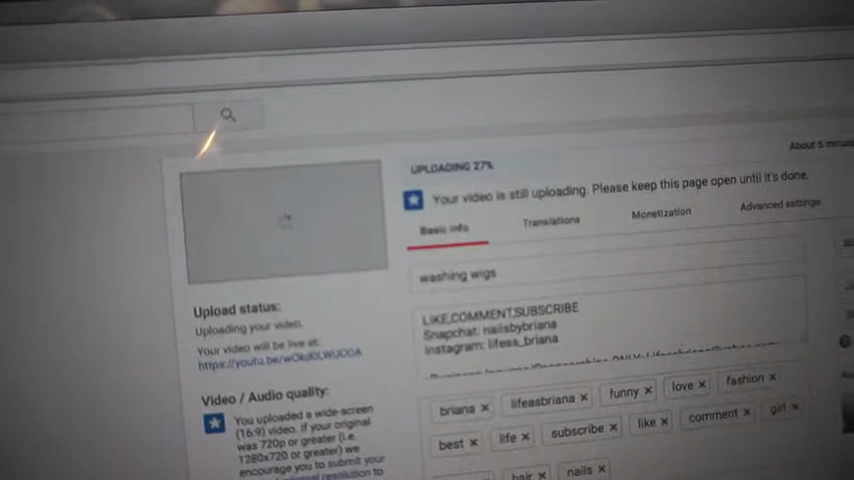 About 5
UPLOADING 27%
Your video is still uploading. Please keep this page open until it's done.
Basic info
Translations
Monetization
Advanced settings
washing wigs
LIKE,COMMENT,SUBSCRIBE
Snapchat: nailsbybriana
Instagram: lifeas_briana
Upload status:
Uploading your video.
Your video will be live at:
Video / Audio quality:
You uploaded a wide-screen
(16:9) video. If your original
was 720p or greater (i.e.
1280x720 or greater) we
encourage you to submit your
resolution to
briana × lifeasbriana × funny × love × fashion ×
best × life × subscribe × like × comment × girl ×
hair × nails ×